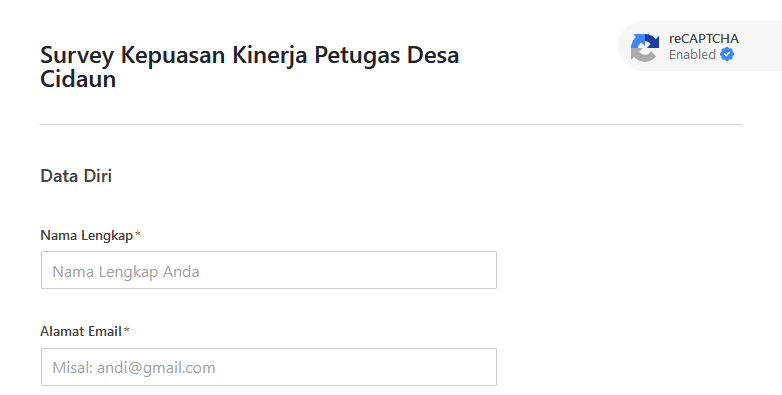 Survey Kepuasan Kinerja Petugas Desa
Cidaun
reCAPTCHA
Enabled
Data Diri
Nama Lengkap*
Nama Lengkap Anda
Alamat Email*
Misal: andi@gmail.com